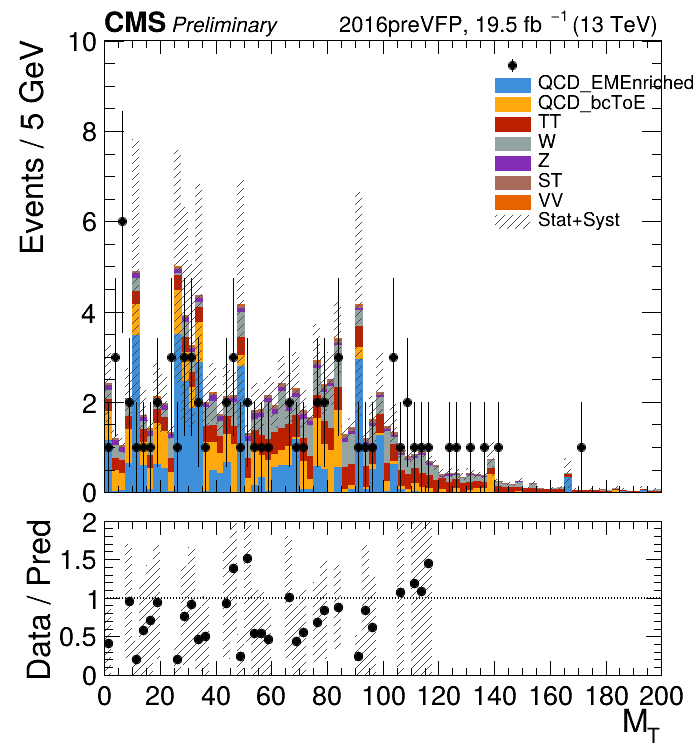 CMS Preliminary 2016preVFP, 19.5 fb⁻¹ (13 TeV)
Events / 5 GeV
10
8
6
4
2
0
QCD_EMEnriched
QCD_bcToE
TT
W
Z
ST
VV
Stat+Syst
Data / Pred
2
1.5
1
0.5
0
0 20 40 60 80 100 120 140 160 180 200
M_T